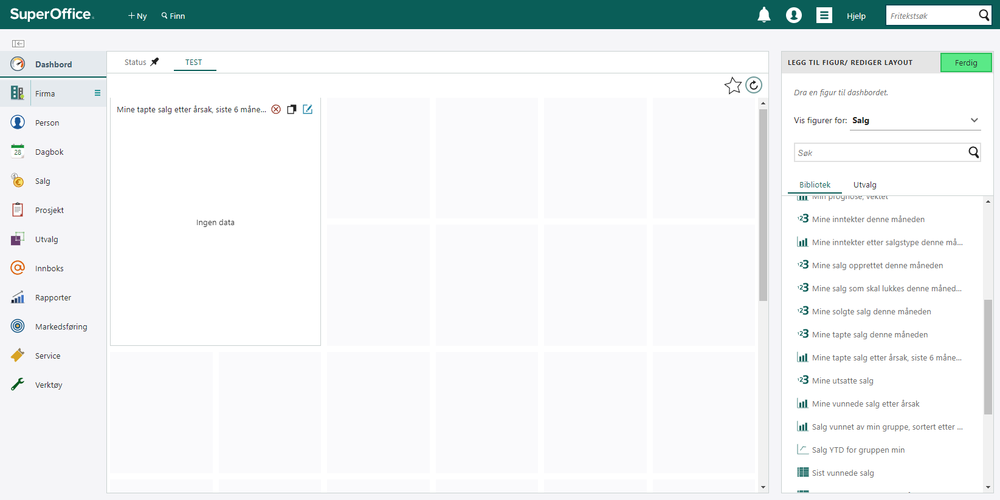 SuperOffice
+ Ny
Finn
Hjelp
Fritekstsøk
Dashbord
Firma
Person
28
Dagbok
Salg
Prosjekt
Utvalg
Innboks
Rapporter
Markedsføring
Service
Verktøy
Status
TEST
Mine tapte salg etter årsak, siste 6 måne...
Ingen data
LEGG TIL FIGUR/ REDIGER LAYOUT
Ferdig
Dra en figur til dashbordet.
Vis figurer for: Salg
Søk
Bibliotek
Utvalg
Min prognose, vektet
123 Mine inntekter denne måneden
Mine inntekter etter salgstype denne må...
123 Mine salg opprettet denne måneden
123 Mine salg som skal lukkes denne måned...
123 Mine solgte salg denne måneden
123 Mine tapte salg denne måneden
Mine tapte salg etter årsak, siste 6 måne...
123 Mine utsatte salg
Mine vunnede salg etter årsak
Salg vunnet av min gruppe, sortert etter ...
Salg YTD for gruppen min
Sist vunnede salg